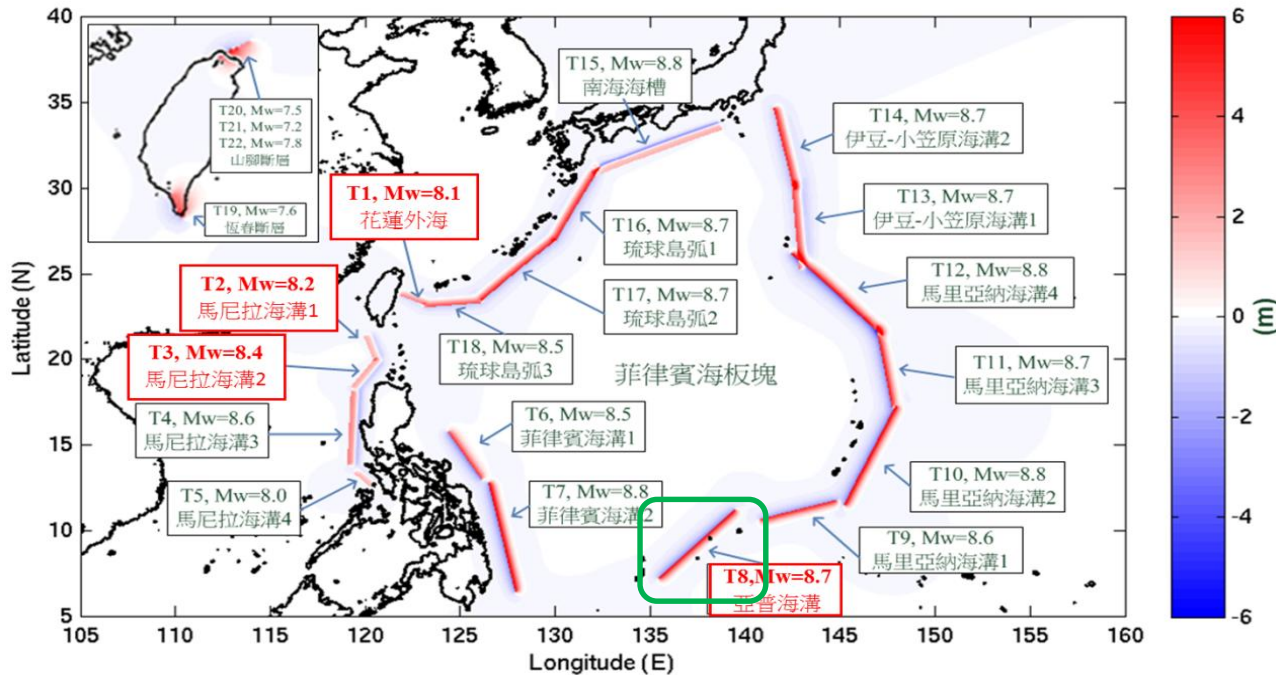 T20, Mw=7.5
T21, Mw=7.2
T22, Mw=7.8
山腳斷層
T19, Mw=7.6
恆春斷層
T15, Mw=8.8
南海海槽
T14, Mw=8.7
伊豆-小笠原海溝2
T1, Mw=8.1
花蓮外海
T16, Mw=8.7
琉球島弧1
T13, Mw=8.7
伊豆-小笠原海溝1
T2, Mw=8.2
馬尼拉海溝1
T17, Mw=8.7
琉球島弧2
T12, Mw=8.8
馬里亞納海溝4
T3, Mw=8.4
馬尼拉海溝2
T18, Mw=8.5
琉球島弧3
菲律賓海板塊
T11, Mw=8.7
馬里亞納海溝3
T4, Mw=8.6
馬尼拉海溝3
T6, Mw=8.5
菲律賓海溝1
T5, Mw=8.0
馬尼拉海溝4
T7, Mw=8.8
菲律賓海溝2
T10, Mw=8.8
馬里亞納海溝2
T9, Mw=8.6
馬里亞納海溝1
T8,Mw=8.7
亞普海溝
40
35
30
25
20
15
10
5
Latitude (N)
105 110 115 120 125 130 135 140 145 150 155 160
Longitude (E)
6
4
2
0
-2
-4
-6
(m)